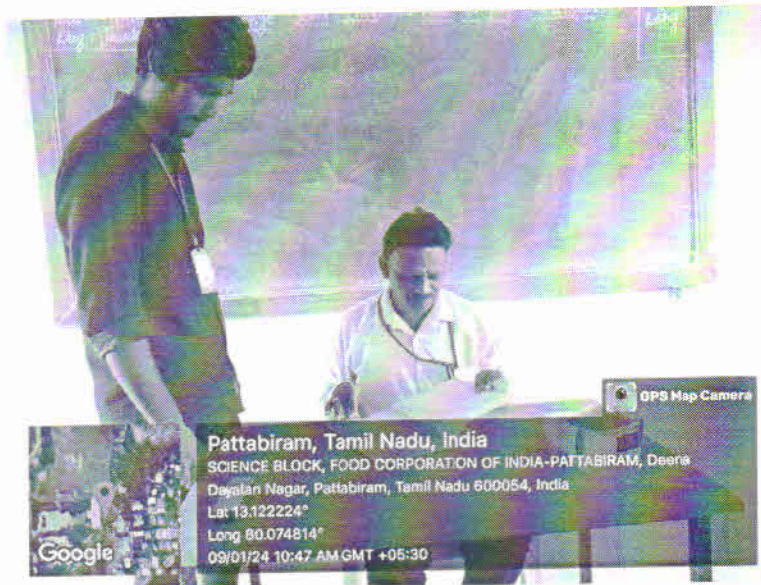 GPS Map Camera
Pattabiram, Tamil Nadu, India
SCIENCE BLOCK, FOOD CORPORATION OF INDIA-PATTABIRAM, Deena
Dayalan Nagar, Pattabiram, Tamil Nadu 600054, India
Lat 13.122224°
Long 80.074814°
09/01/24 10:47 AM GMT +05:30
Google